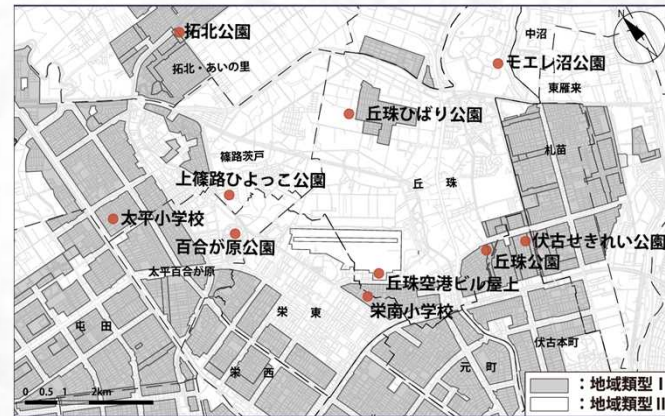 拓北公園
中沼
N
拓北・あいの里
モエレ沼公園
東雁来
丘珠ひばり公園
札苗
篠路茨戸
丘 珠
上篠路ひよっこ公園
太平小学校
百合が原公園
伏古せきれい公園
丘珠公園
太平百合が原
丘珠空港ビル屋上
栄南小学校
栄東
屯田
伏古本町
栄西
元町
0 0.5 1 2km
：地域類型 I
：地域類型 II